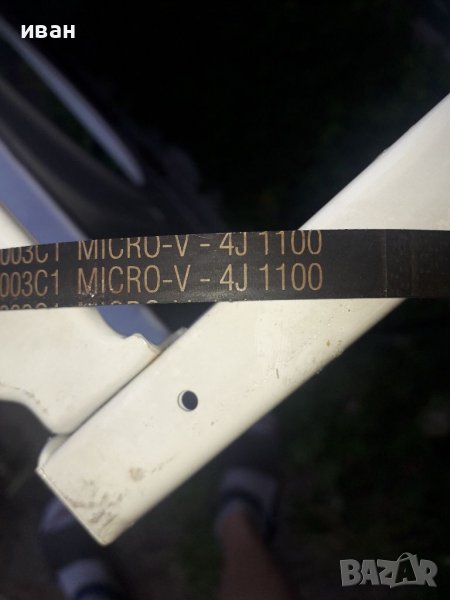 иван
003C1 MICRO-V - 4J 1100
003C1 MICRO-V - 4J 1100
BAZAR